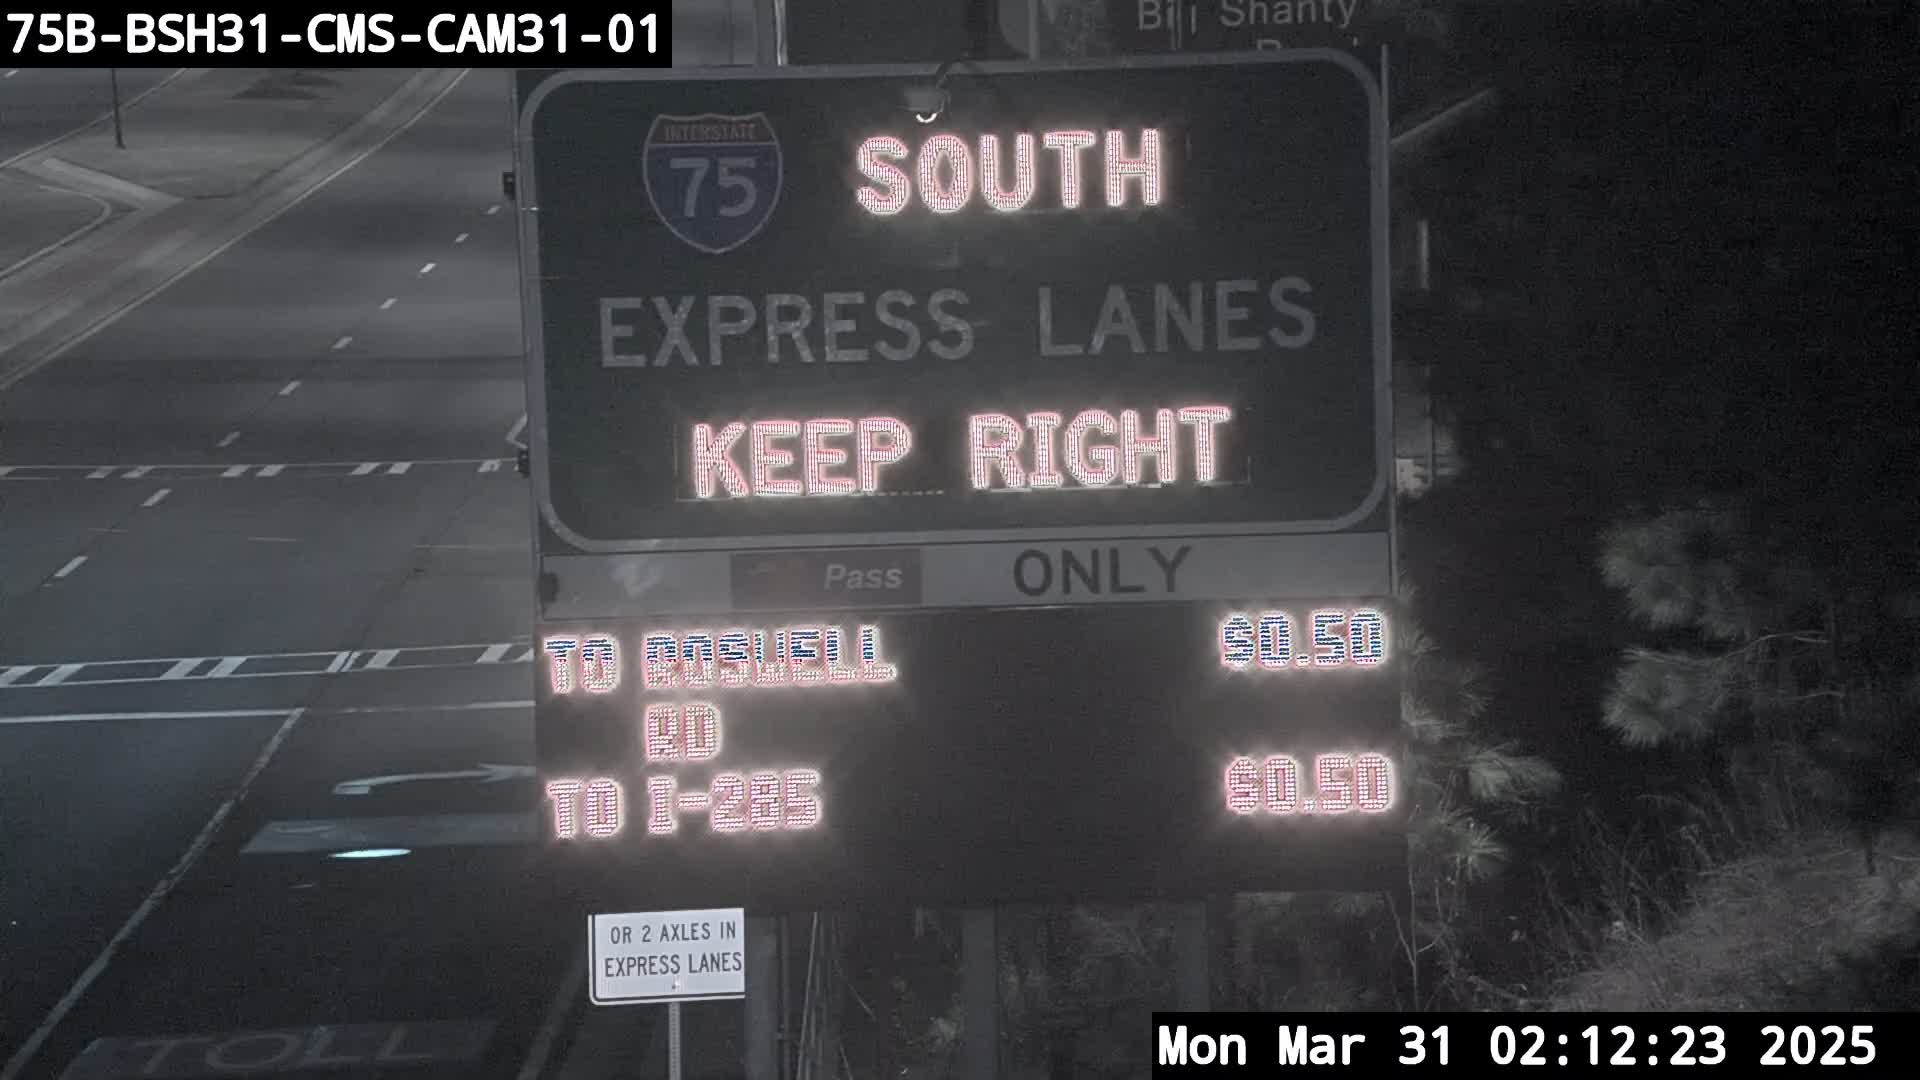 75B-BSH31-CMS-CAM31-01
Bill Shanty
INTERSTATE
75
SOUTH
EXPRESS LANES
KEEP RIGHT
Pass ONLY
TO ROSWELL $0.50
RD
TO I-285 $0.50
OR 2 AXLES IN
EXPRESS LANES
TOLL
Mon Mar 31 02:12:23 2025